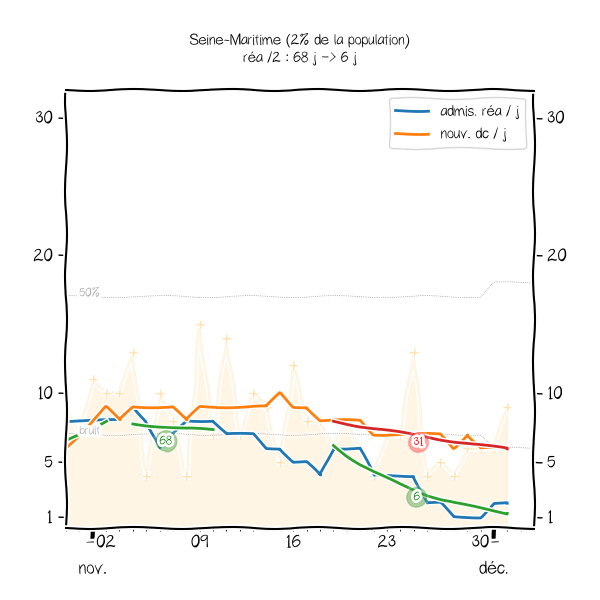 Seine-Maritime (2% de la population)
réa /2 : 68 j -> 6 j
admis. réa / j
nouv. dc / j
30
30
20
20
50%
10
10
bruit
68
31
5
5
6
1
1
02
09
16
23
30
nov.
déc.